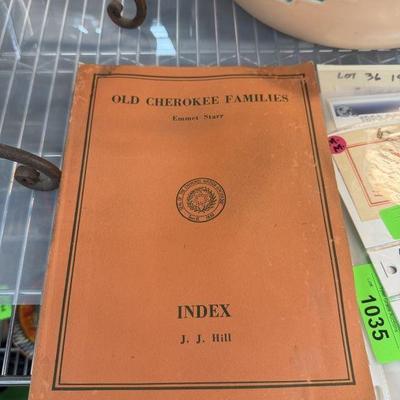 OLD CHEROKEE FAMILIES
Emmet Starr
INDEX
J. J. Hill
LOT 36
1035